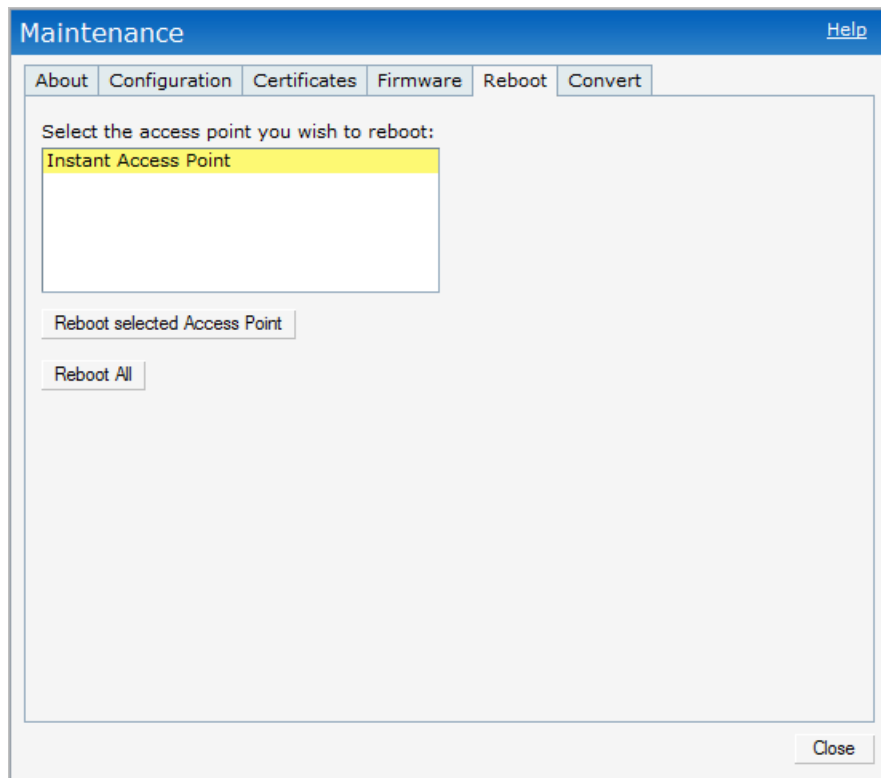 Maintenance Help
About Configuration Certificates Firmware Reboot Convert
Select the access point you wish to reboot:
Instant Access Point
Reboot selected Access Point
Reboot All
Close